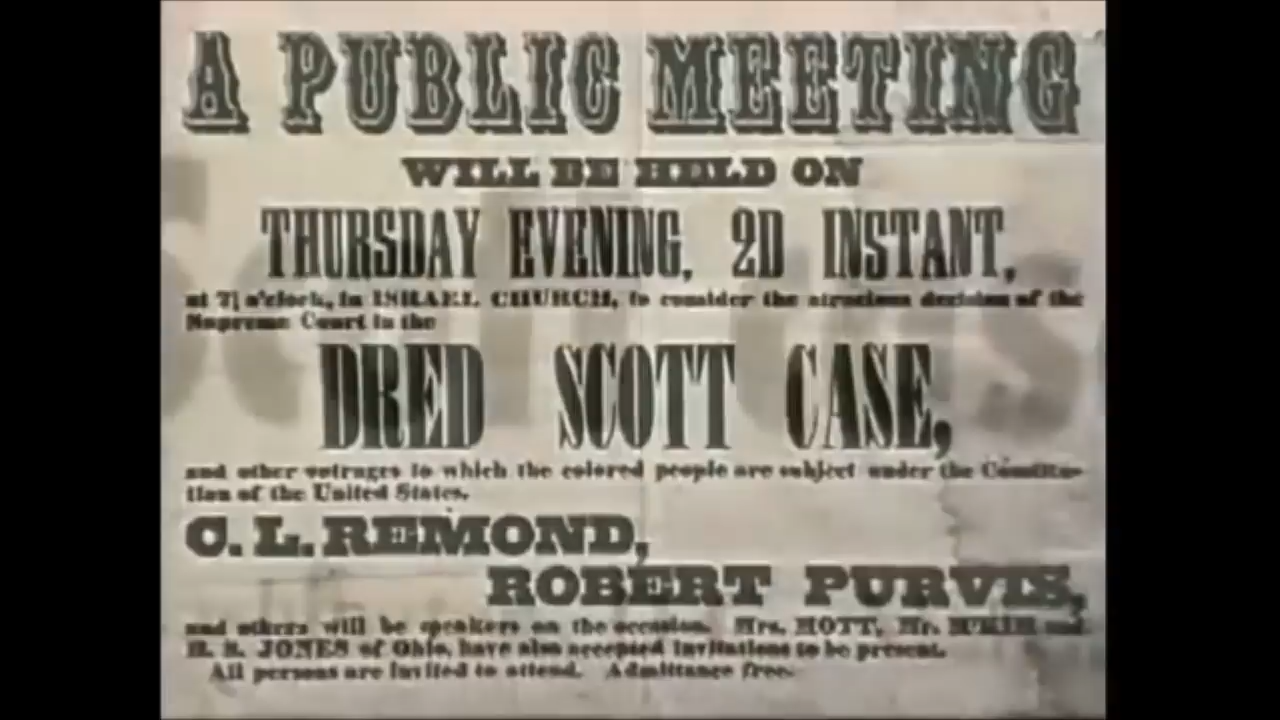 A PUBLIC MEETING
WILL BE HELD ON
THURSDAY EVENING, 2D INSTANT,
at 7½ o'clock, in ISRAEL CHURCH, to consider the atrocious decision of the
Supreme Court in the
DRED SCOTT CASE,
and other outrages to which the colored people are subject under the Constitu-
tion of the United States.
C. L. REMOND,
ROBERT PURVIS,
and others will be speakers on the occasion. Mrs. MOTT, Mr. M'KIM and
B. S. JONES of Ohio, have also accepted invitations to be present.
All persons are invited to attend. Admittance free.